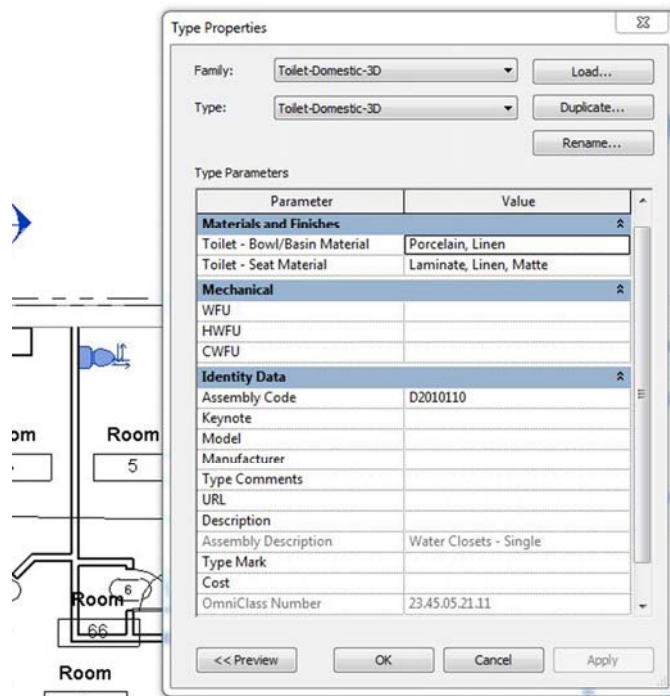 Type Properties
Family: Toilet-Domestic-3D Load...
Type: Toilet-Domestic-3D Duplicate...
Rename...
Type Parameters
Parameter Value
Materials and Finishes
Toilet - Bowl/Basin Material Porcelain, Linen
Toilet - Seat Material Laminate, Linen, Matte
Mechanical
WFU
HWFU
CWFU
Identity Data
Assembly Code D2010110
Keynote
Model
Manufacturer
Type Comments
URL
Description
Assembly Description Water Closets - Single
Type Mark
Cost
OmniClass Number 23.45.05.21.11
<< Preview OK Cancel Apply
om
Room
5
6
Room
66
Room